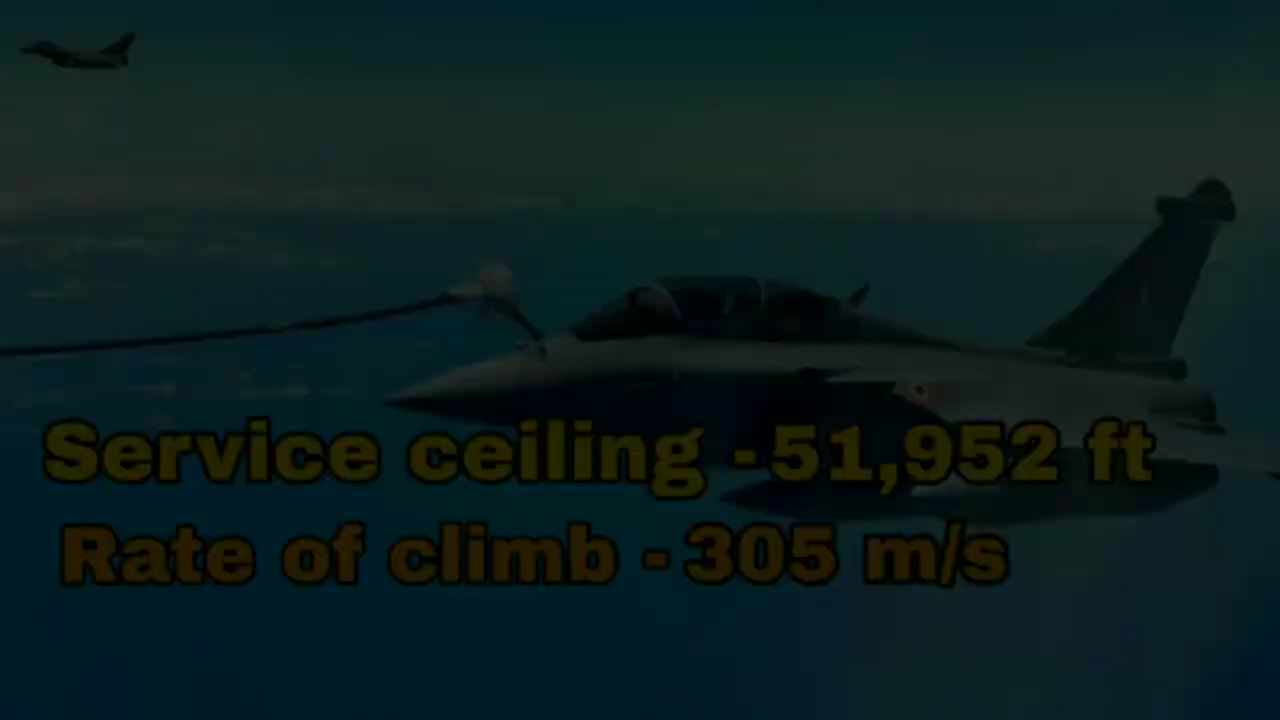 Service ceiling - 51,952 ft
Rate of climb - 305 m/s